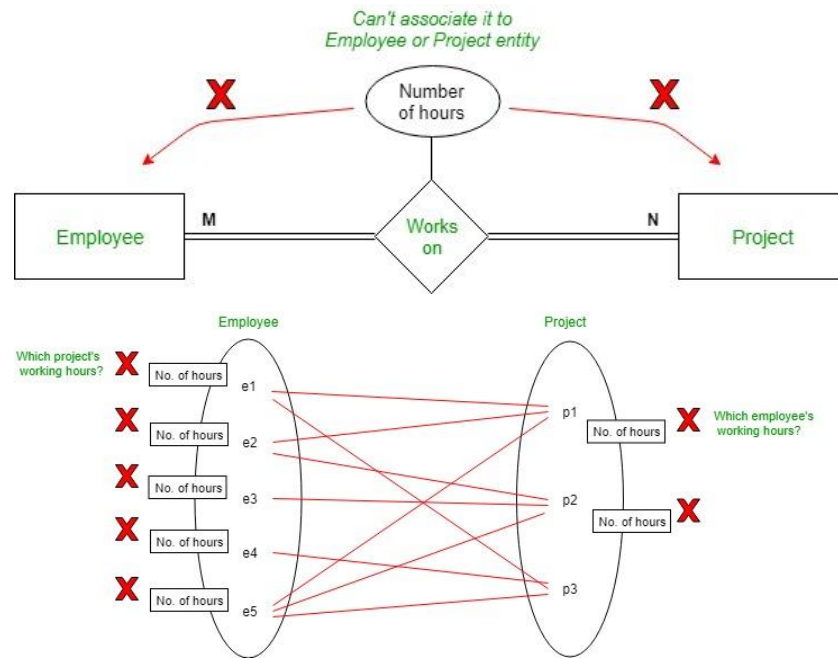 Can't associate it to
Employee or Project entity
X
X
Number
of hours
M
N
Employee
Works
on
Project
Employee
Project
Which project's
working hours?
X
No. of hours
e1
p1
X
No. of hours
e2
No. of hours
X
Which employee's
working hours?
X
No. of hours
e3
p2
No. of hours
X
X
No. of hours
e4
X
No. of hours
e5
p3